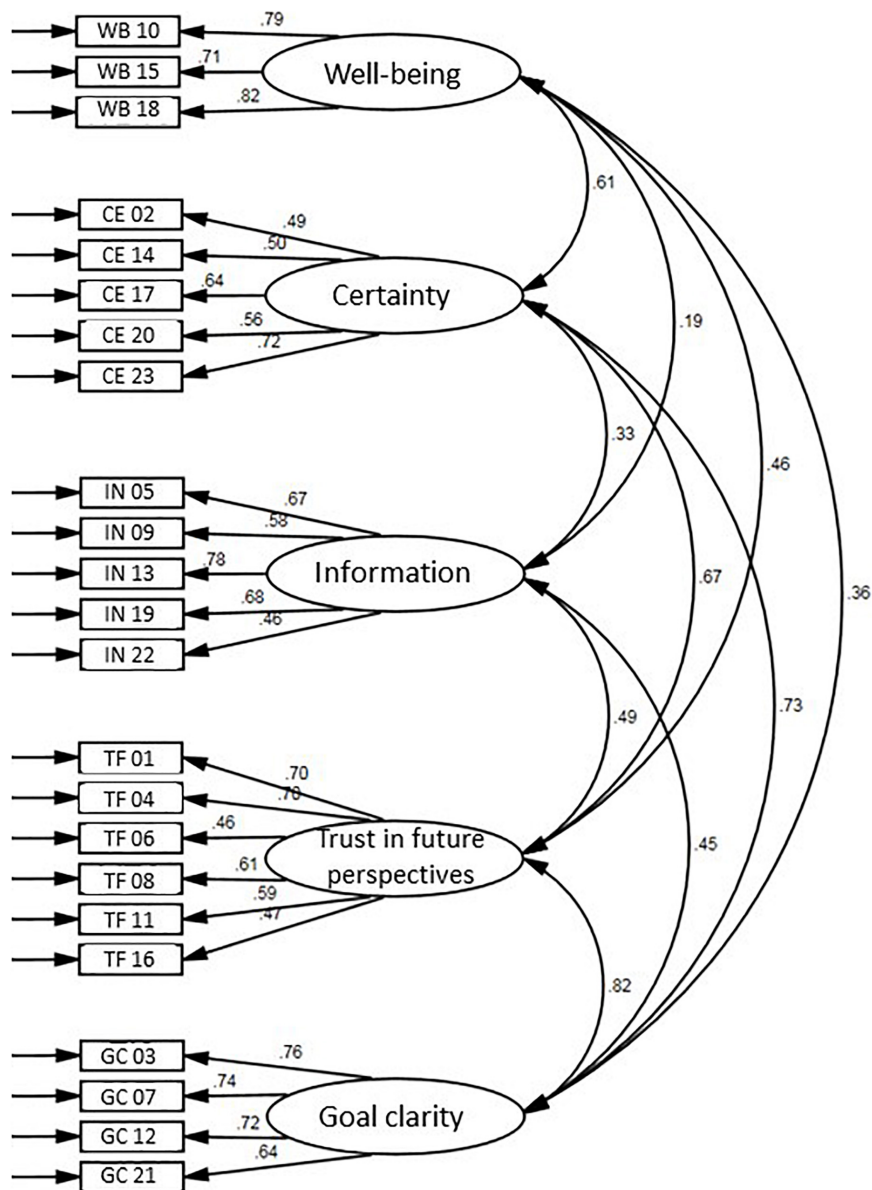 WB 10
.79
WB 15
.71
Well-being
WB 18
.82
.61
CE 02
.49
CE 14
.50
CE 17
.64
Certainty
CE 20
.56
CE 23
.72
.19
.33
.46
IN 05
.67
IN 09
.58
IN 13
.78
Information
IN 19
.68
IN 22
.46
.67
.36
.49
.73
TF 01
.70
TF 04
.70
TF 06
.46
Trust in future
perspectives
TF 08
.61
TF 11
.59
TF 16
.47
.45
.82
GC 03
.76
GC 07
.74
Goal clarity
GC 12
.72
GC 21
.64